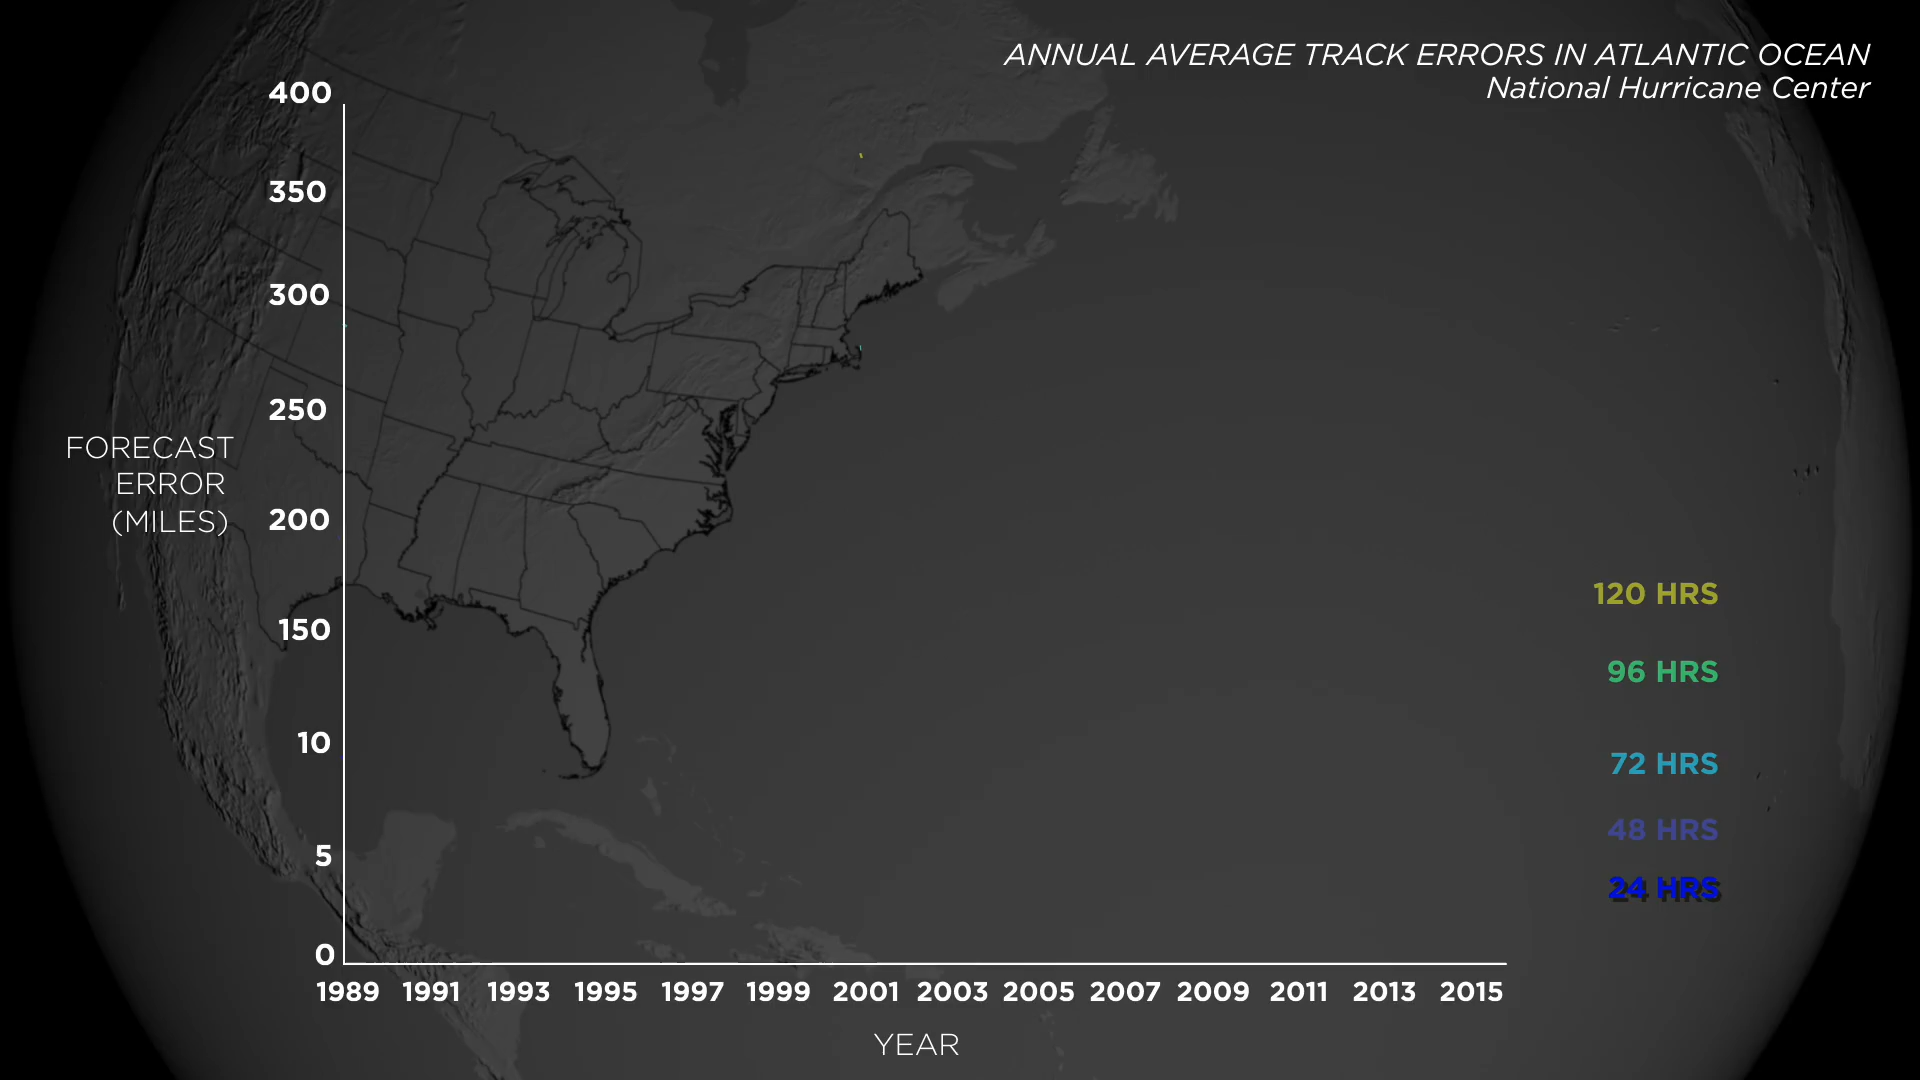 ANNUAL AVERAGE TRACK ERRORS IN ATLANTIC OCEAN
National Hurricane Center
400
350
300
250
FORECAST
ERROR
(MILES)
200
150
10
5
0
120 HRS
96 HRS
72 HRS
48 HRS
24 HRS
1989 1991 1993 1995 1997 1999 2001 2003 2005 2007 2009 2011 2013 2015
YEAR